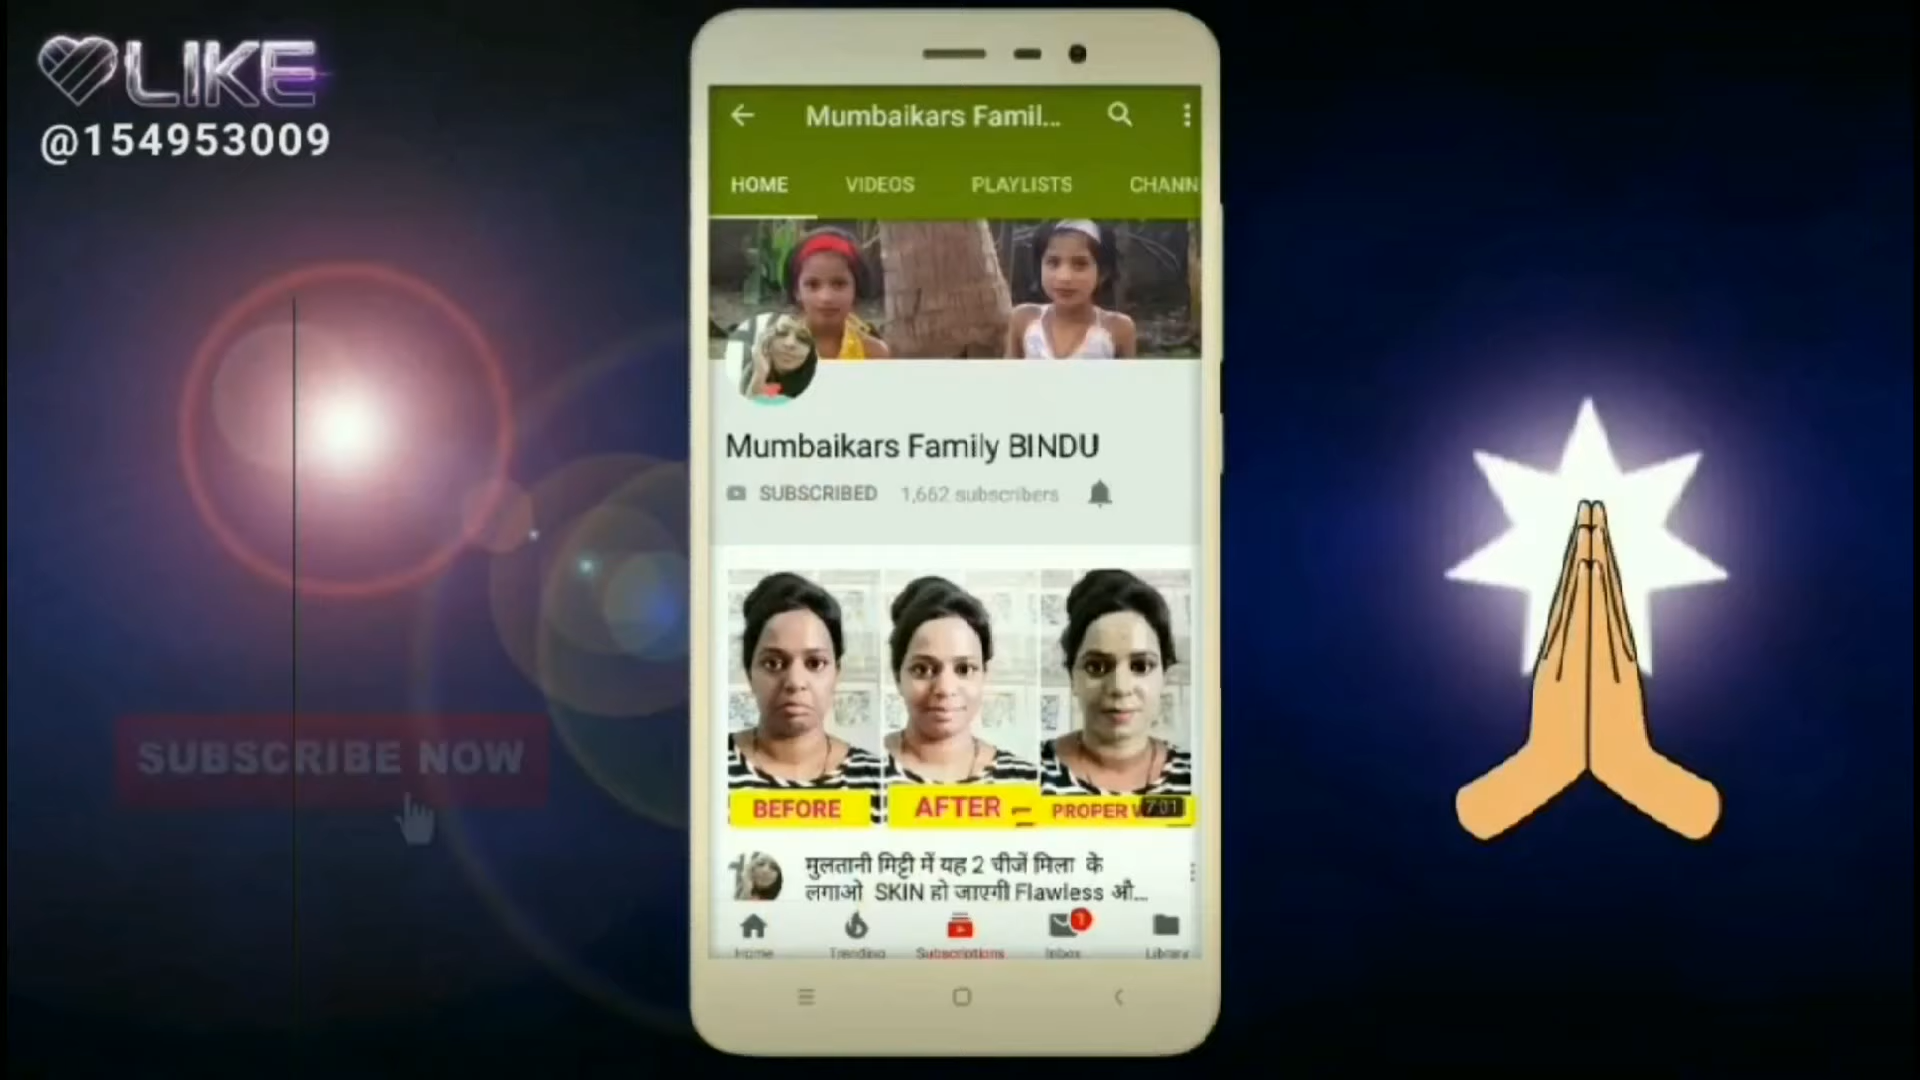 LIKE
@154953009
Mumbaikars Famil...
HOME VIDEOS PLAYLISTS CHANN
Mumbaikars Family BINDU
SUBSCRIBED 1,662 subscribers
BEFORE AFTER PROPER 7:01
मुलतानी मिट्टी में यह 2 चीजें मिला के
लगाओ SKIN हो जाएगी Flawless औ...
1
Home Trending Subscriptions Inbox Library
SUBSCRIBE NOW